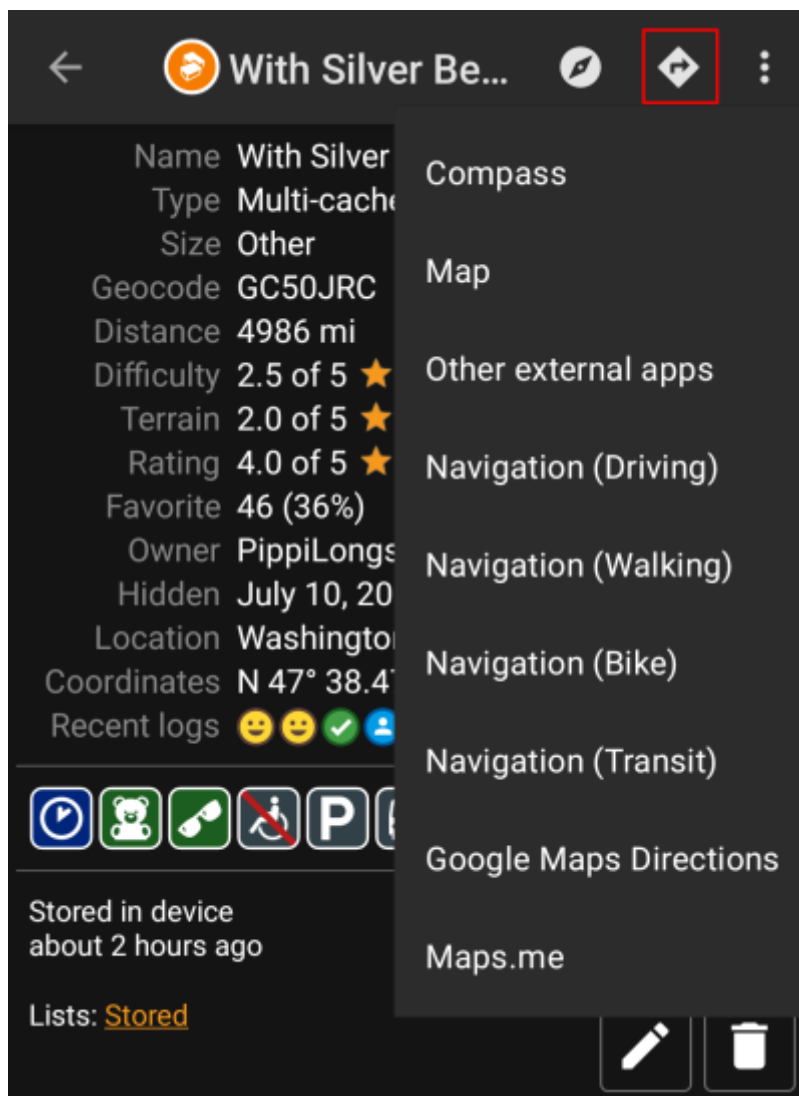 With Silver Be...
Name With Silver
Type Multi-cache
Size Other
Geocode GC50JRC
Distance 4986 mi
Difficulty 2.5 of 5
Terrain 2.0 of 5
Rating 4.0 of 5
Favorite 46 (36%)
Owner PippiLongs
Hidden July 10, 20
Location Washington
Coordinates N 47° 38.4
Recent logs
P
Stored in device
about 2 hours ago
Lists: Stored
Compass
Map
Other external apps
Navigation (Driving)
Navigation (Walking)
Navigation (Bike)
Navigation (Transit)
Google Maps Directions
Maps.me